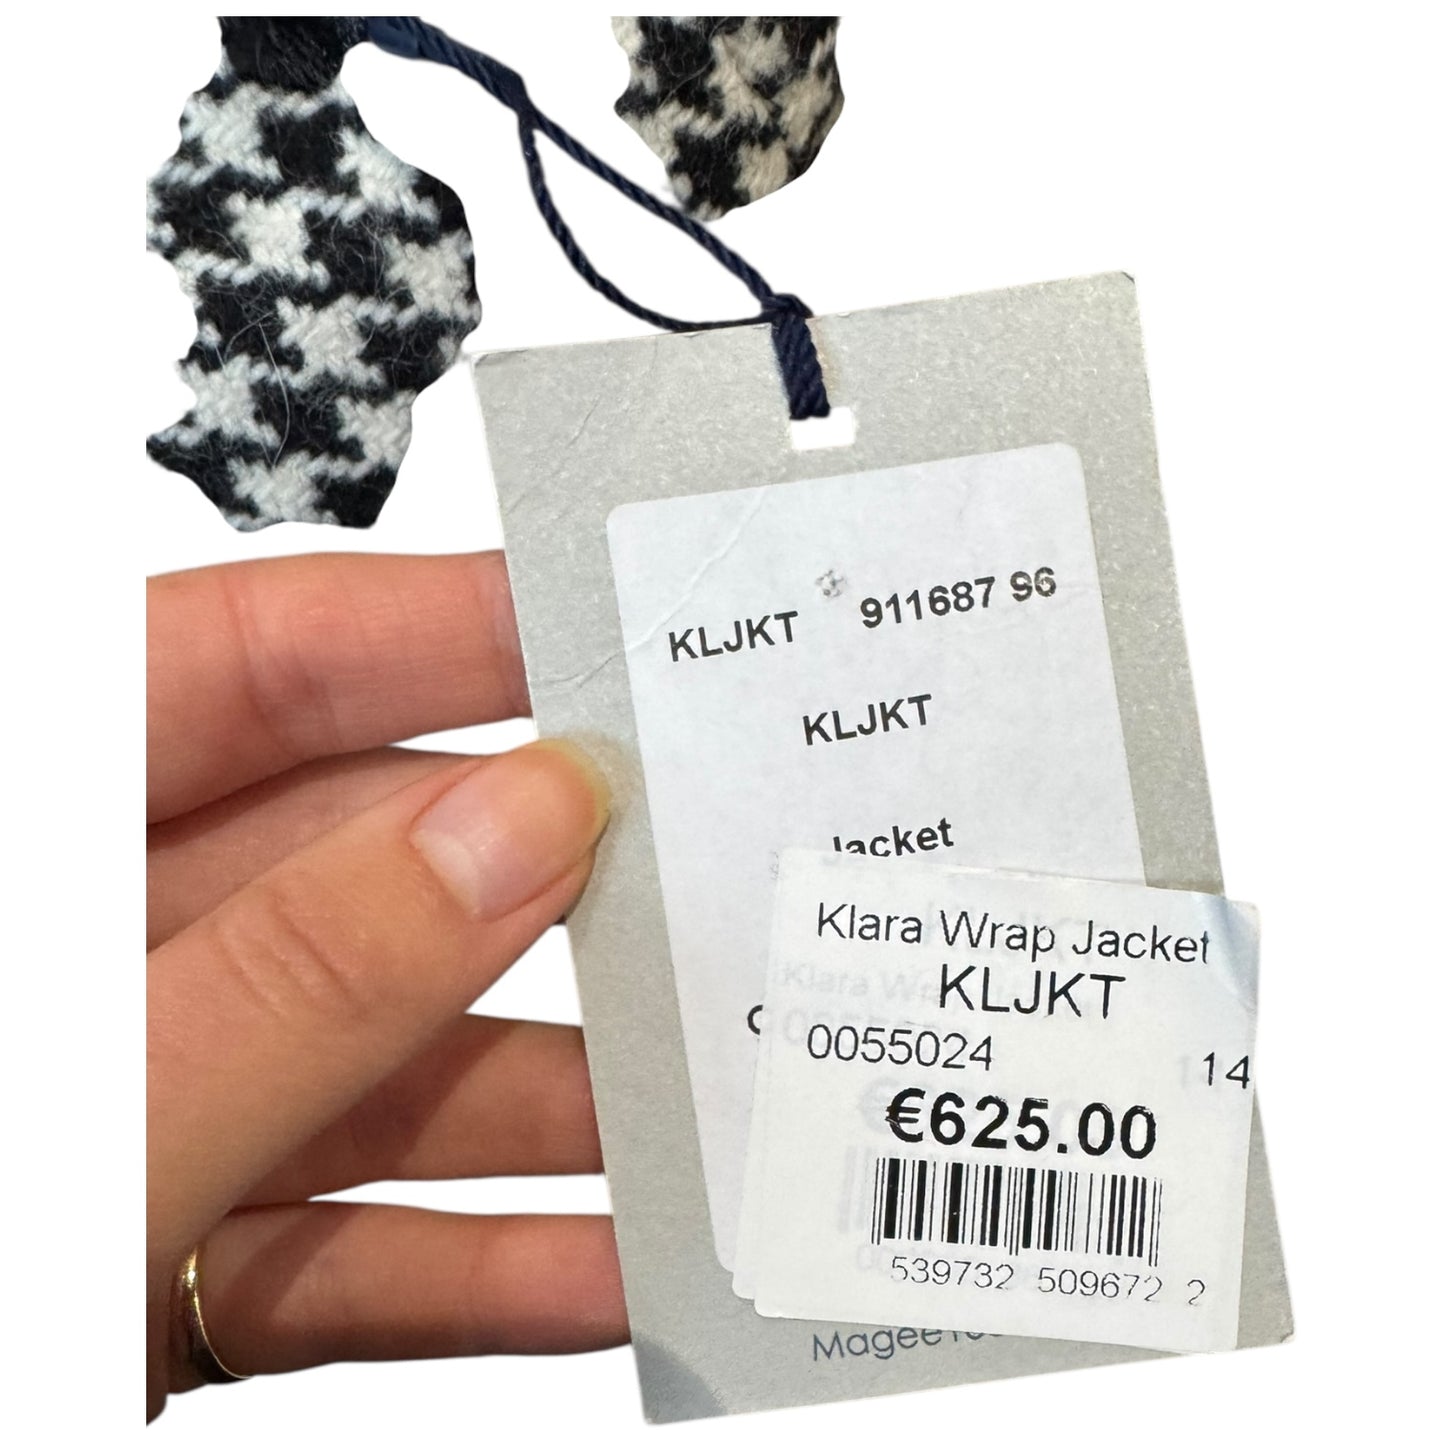 KLJKT 911687 96
KLJKT
Jacket
Klara Wrap Jacket
KLJKT
0055024 14
€625.00
539732 509672 2